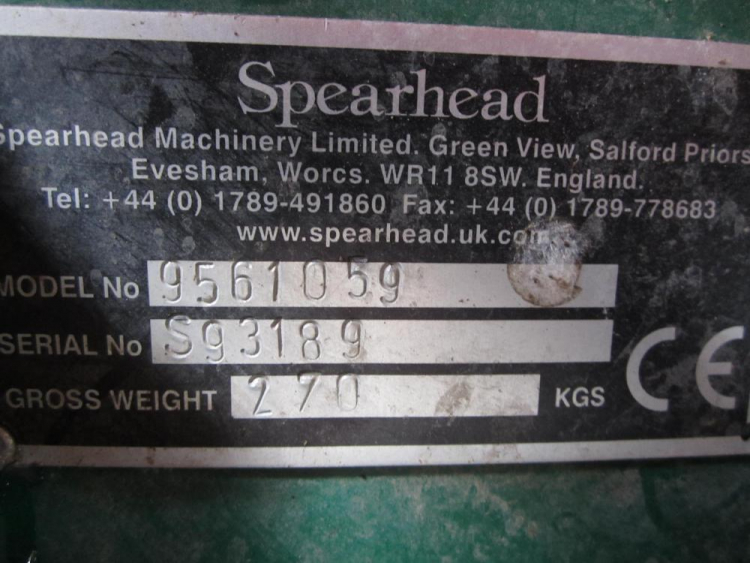 Spearhead
Spearhead Machinery Limited. Green View, Salford Priors
Evesham, Worcs. WR11 8SW. England.
Tel: +44 (0) 1789-491860 Fax: +44 (0) 1789-778683
www.spearhead.uk.com
MODEL No 9561059
SERIAL No S93189
GROSS WEIGHT 270 KGS
CE